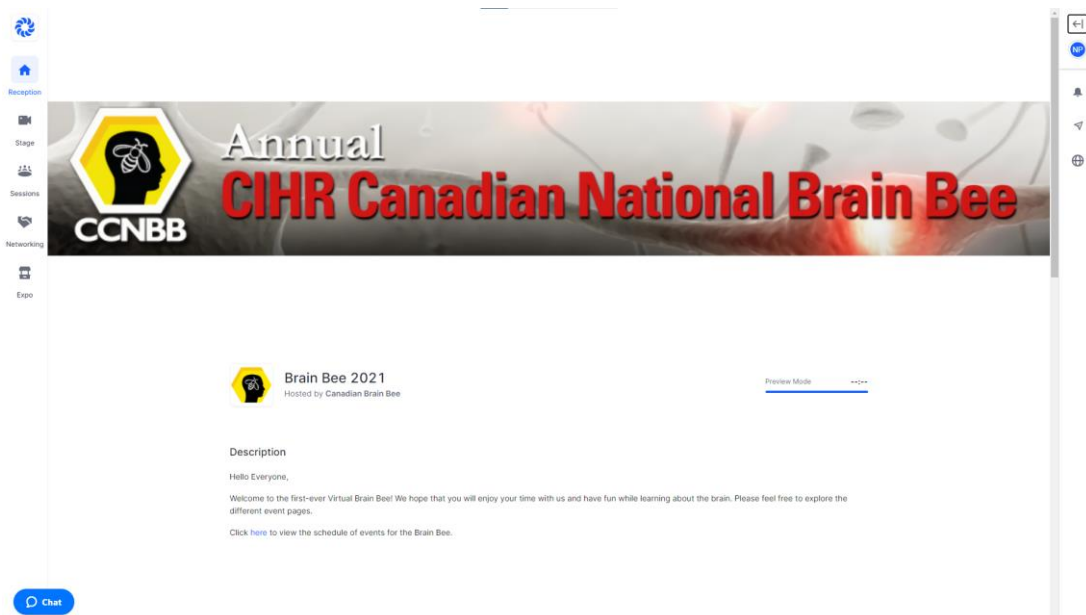 Reception
Stage
Sessions
Networking
Expo
Annual
CIHR Canadian National Brain Bee
CCNBB
Brain Bee 2021
Hosted by Canadian Brain Bee
Preview Mode --:--
Description
Hello Everyone,
Welcome to the first-ever Virtual Brain Bee! We hope that you will enjoy your time with us and have fun while learning about the brain. Please feel free to explore the
different event pages.
Click here to view the schedule of events for the Brain Bee.
Chat
NP